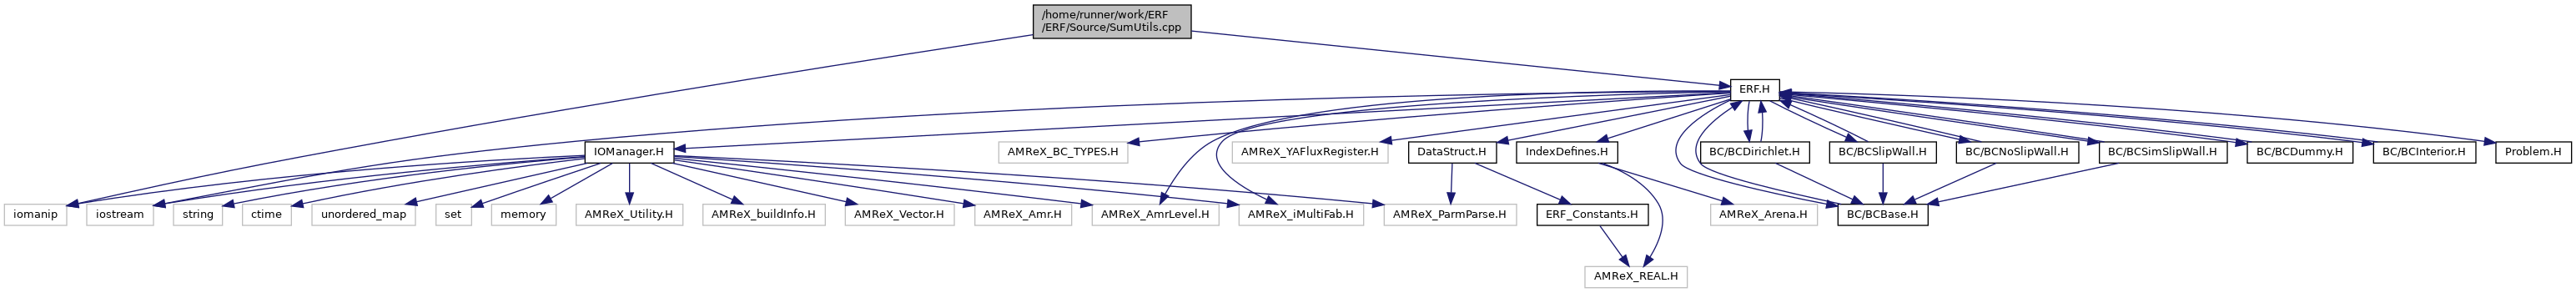 /home/runner/work/ERF
/ERF/Source/SumUtils.cpp
ERF.H
IOManager.H
AMReX_BC_TYPES.H
AMReX_YAFluxRegister.H
DataStruct.H
IndexDefines.H
BC/BCDirichlet.H
BC/BCSlipWall.H
BC/BCNoSlipWall.H
BC/BCSimSlipWall.H
BC/BCDummy.H
BC/BCInterior.H
Problem.H
iomanip
iostream
string
ctime
unordered_map
set
memory
AMReX_Utility.H
AMReX_buildInfo.H
AMReX_Vector.H
AMReX_Amr.H
AMReX_AmrLevel.H
AMReX_iMultiFab.H
AMReX_ParmParse.H
ERF_Constants.H
AMReX_Arena.H
BC/BCBase.H
AMReX_REAL.H